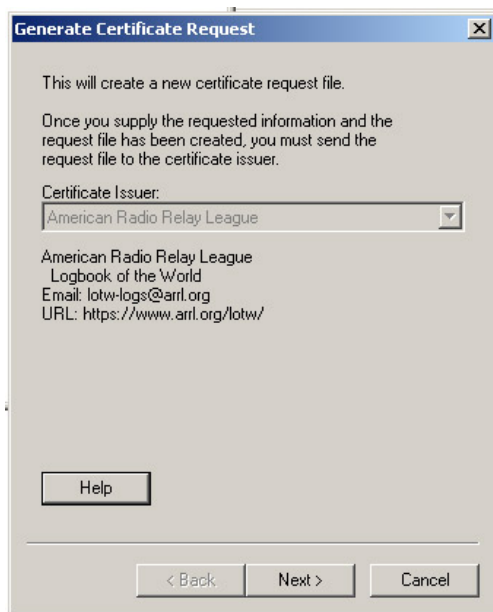 Generate Certificate Request
This will create a new certificate request file.
Once you supply the requested information and the
request file has been created, you must send the
request file to the certificate issuer.
Certificate Issuer:
American Radio Relay League
American Radio Relay League
Logbook of the World
Email: lotw-logs@arrl.org
URL: https://www.arrl.org/lotw/
Help
< Back Next > Cancel